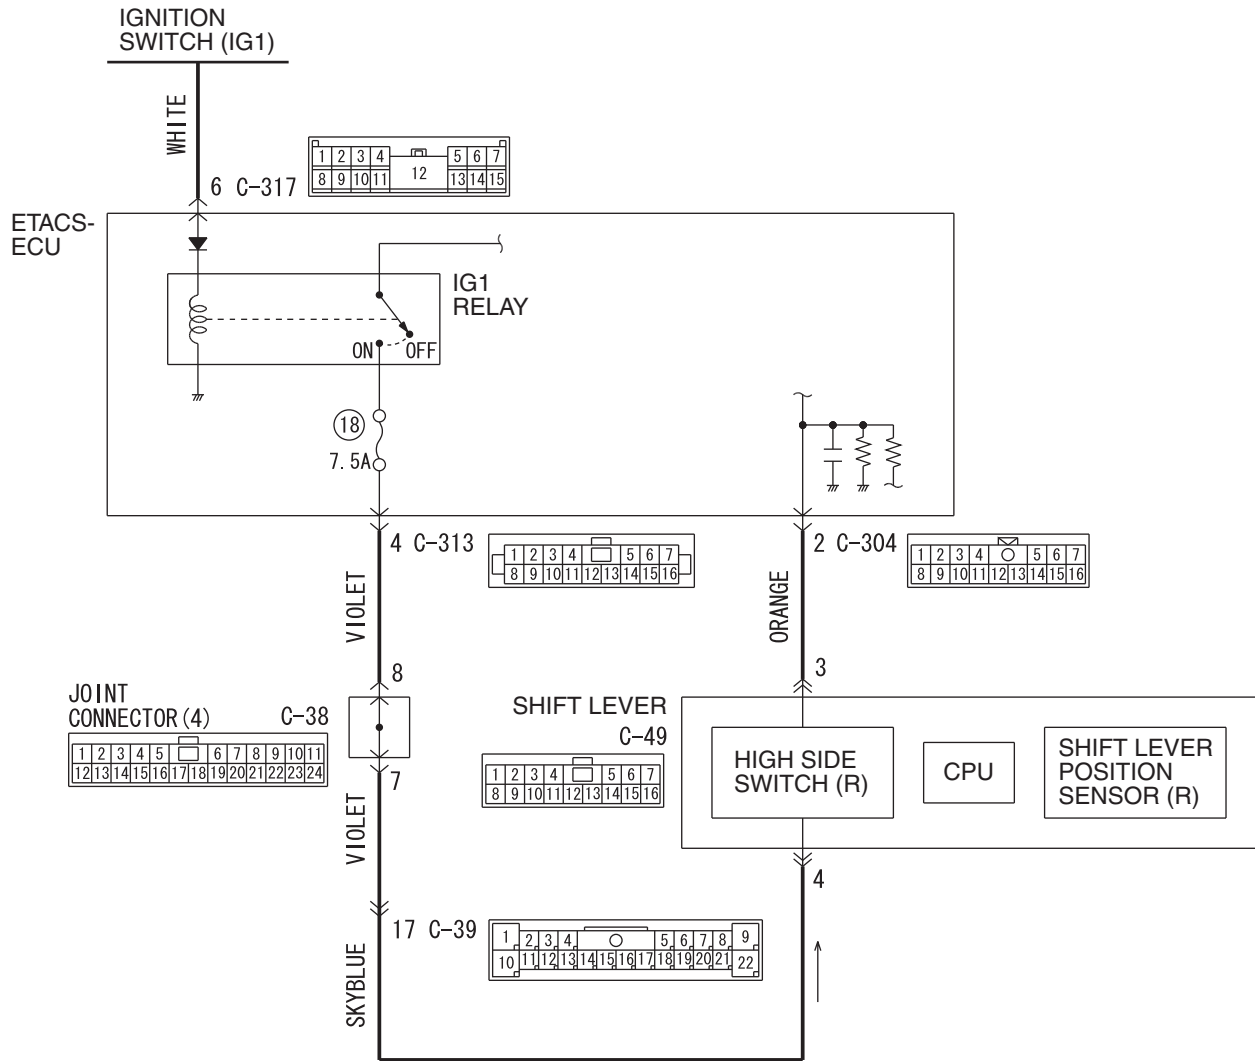 IGNITION
SWITCH (IG1)
WHITE
1 2 3 4 5 6 7
8 9 10 11 12 13 14 15
6 C-317
ETACS-
ECU
IG1
RELAY
ON OFF
18
7.5A
4 C-313
1 2 3 4 5 6 7
8 9 10 11 12 13 14 15 16
2 C-304
1 2 3 4 5 6 7
8 9 10 11 12 13 14 15 16
VIOLET
ORANGE
8
3
JOINT
CONNECTOR(4) C-38
1 2 3 4 5 6 7 8 9 10 11
12 13 14 15 16 17 18 19 20 21 22 23 24
SHIFT LEVER
C-49
1 2 3 4 5 6 7
8 9 10 11 12 13 14 15 16
HIGH SIDE
SWITCH (R)
CPU
SHIFT LEVER
POSITION
SENSOR (R)
7
VIOLET
4
17 C-39
1 2 3 4 5 6 7 8 9
10 11 12 13 14 15 16 17 18 19 20 21 22
SKYBLUE